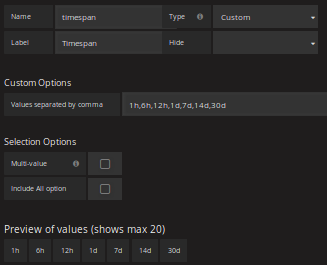 Name timespan Type Custom
Label Timespan Hide
Custom Options
Values separated by comma 1h,6h,12h,1d,7d,14d,30d
Selection Options
Multi-value
Include All option
Preview of values (shows max 20)
1h 6h 12h 1d 7d 14d 30d